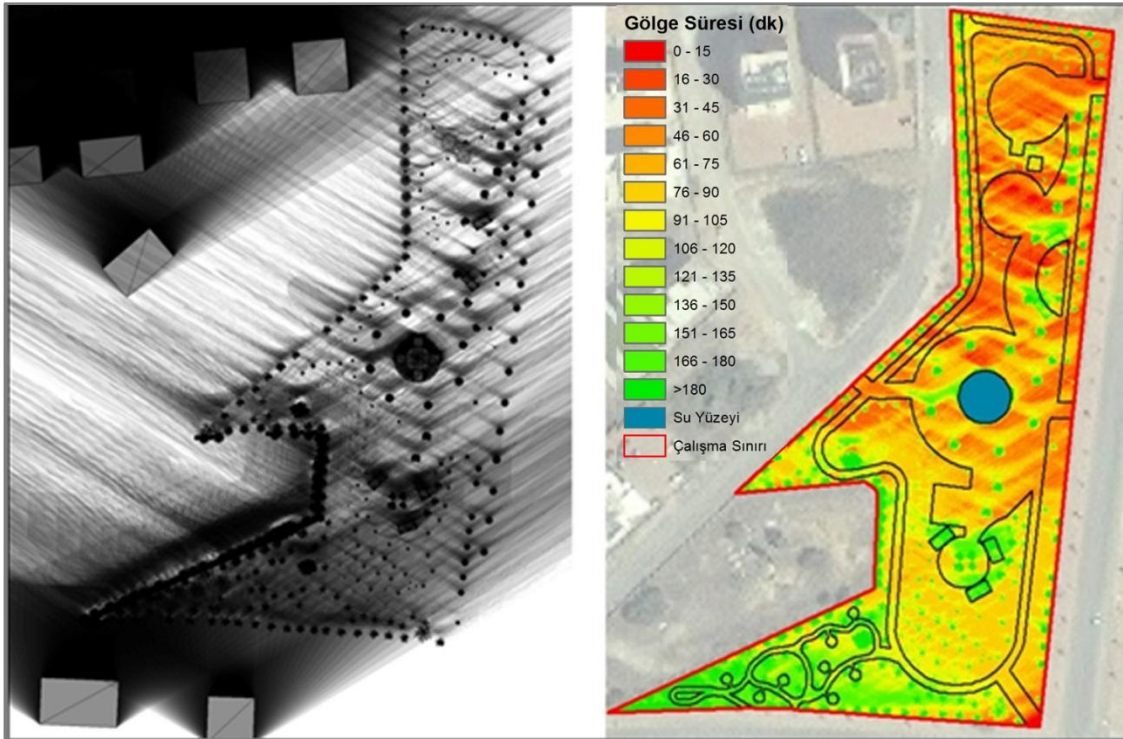 Gölge Süresi (dk)
0 - 15
16 - 30
31 - 45
46 - 60
61 - 75
76 - 90
91 - 105
106 - 120
121 - 135
136 - 150
151 - 165
166 - 180
>180
Su Yüzeyi
Çalışma Sınırı